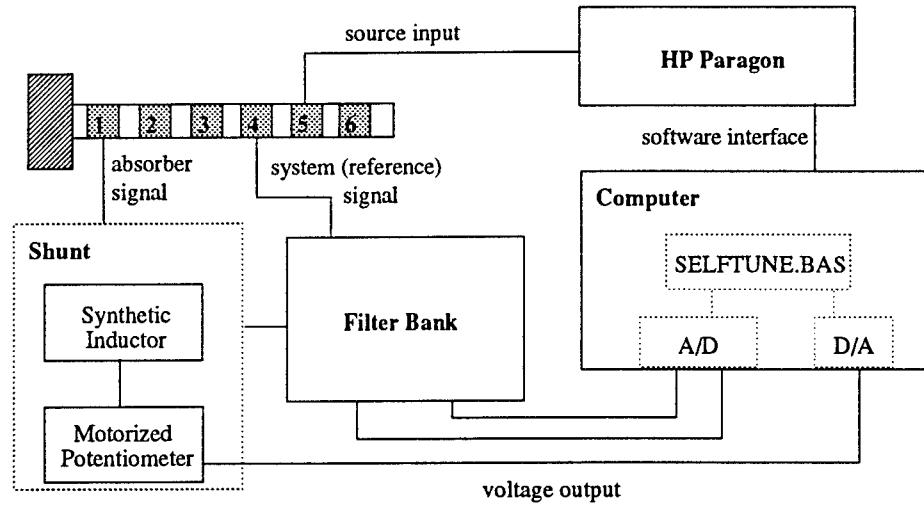 source input
HP Paragon
1 2 3 4 5 6
software interface
absorber
signal
system (reference)
signal
Computer
Shunt
SELFTUNE.BAS
Synthetic
Inductor
Filter Bank
A/D
D/A
Motorized
Potentiometer
voltage output